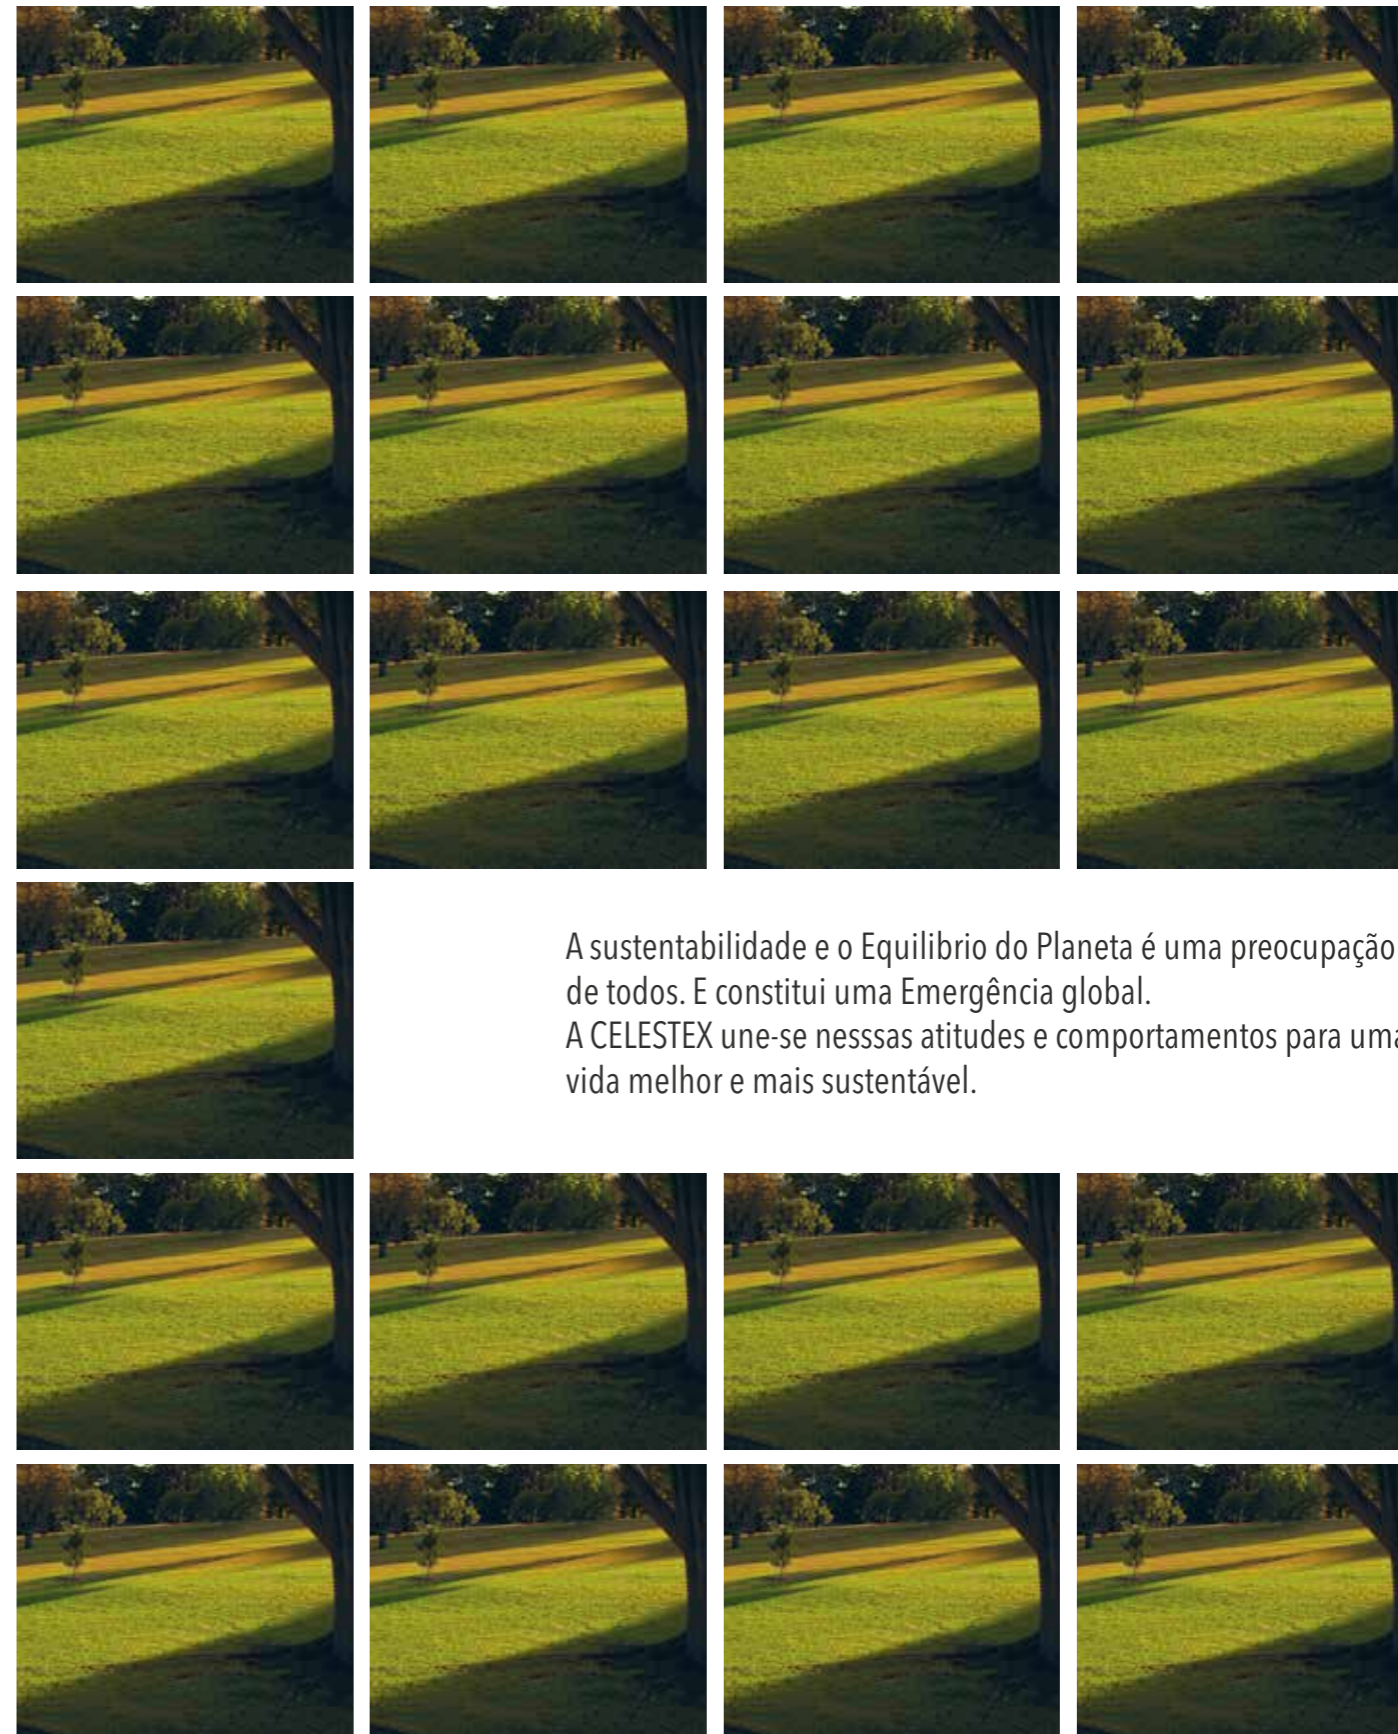 A sustentabilidade e o Equilibrio do Planeta é uma preocupação
de todos. E constitui uma Emergência global.
A CELESTEX une-se nesssas atitudes e comportamentos para uma
vida melhor e mais sustentável.